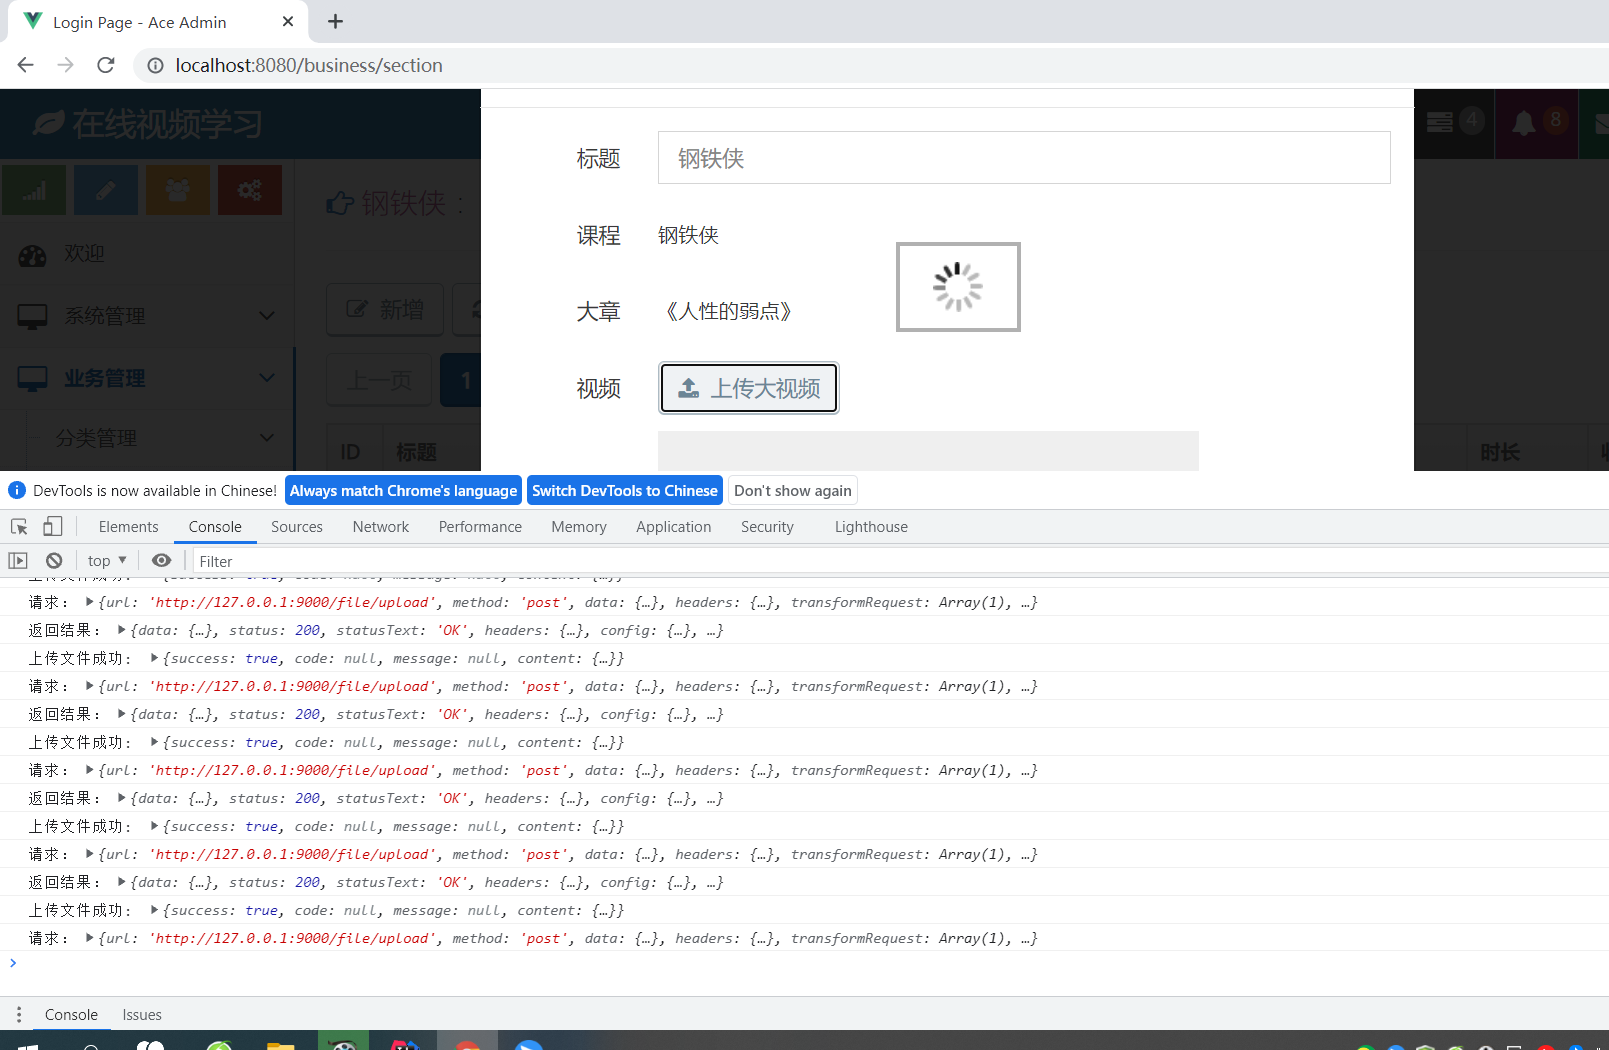 Login Page - Ace Admin
localhost:8080/business/section
在线视频学习
4
8
标题
钢铁侠
钢铁侠：
课程
钢铁侠
欢迎
新增
大章
《人性的弱点》
系统管理
业务管理
上一页
1
视频
上传大视频
分类管理
ID
标题
时长
DevTools is now available in Chinese!
Always match Chrome's language
Switch DevTools to Chinese
Don't show again
Elements
Console
Sources
Network
Performance
Memory
Application
Security
Lighthouse
top
Filter
上传文件成功： {success: true, code: null, message: null, content: {…}}
请求： {url: 'http://127.0.0.1:9000/file/upload', method: 'post', data: {…}, headers: {…}, transformRequest: Array(1), …}
返回结果： {data: {…}, status: 200, statusText: 'OK', headers: {…}, config: {…}, …}
上传文件成功： {success: true, code: null, message: null, content: {…}}
请求： {url: 'http://127.0.0.1:9000/file/upload', method: 'post', data: {…}, headers: {…}, transformRequest: Array(1), …}
返回结果： {data: {…}, status: 200, statusText: 'OK', headers: {…}, config: {…}, …}
上传文件成功： {success: true, code: null, message: null, content: {…}}
请求： {url: 'http://127.0.0.1:9000/file/upload', method: 'post', data: {…}, headers: {…}, transformRequest: Array(1), …}
返回结果： {data: {…}, status: 200, statusText: 'OK', headers: {…}, config: {…}, …}
上传文件成功： {success: true, code: null, message: null, content: {…}}
请求： {url: 'http://127.0.0.1:9000/file/upload', method: 'post', data: {…}, headers: {…}, transformRequest: Array(1), …}
返回结果： {data: {…}, status: 200, statusText: 'OK', headers: {…}, config: {…}, …}
上传文件成功： {success: true, code: null, message: null, content: {…}}
请求： {url: 'http://127.0.0.1:9000/file/upload', method: 'post', data: {…}, headers: {…}, transformRequest: Array(1), …}
Console
Issues